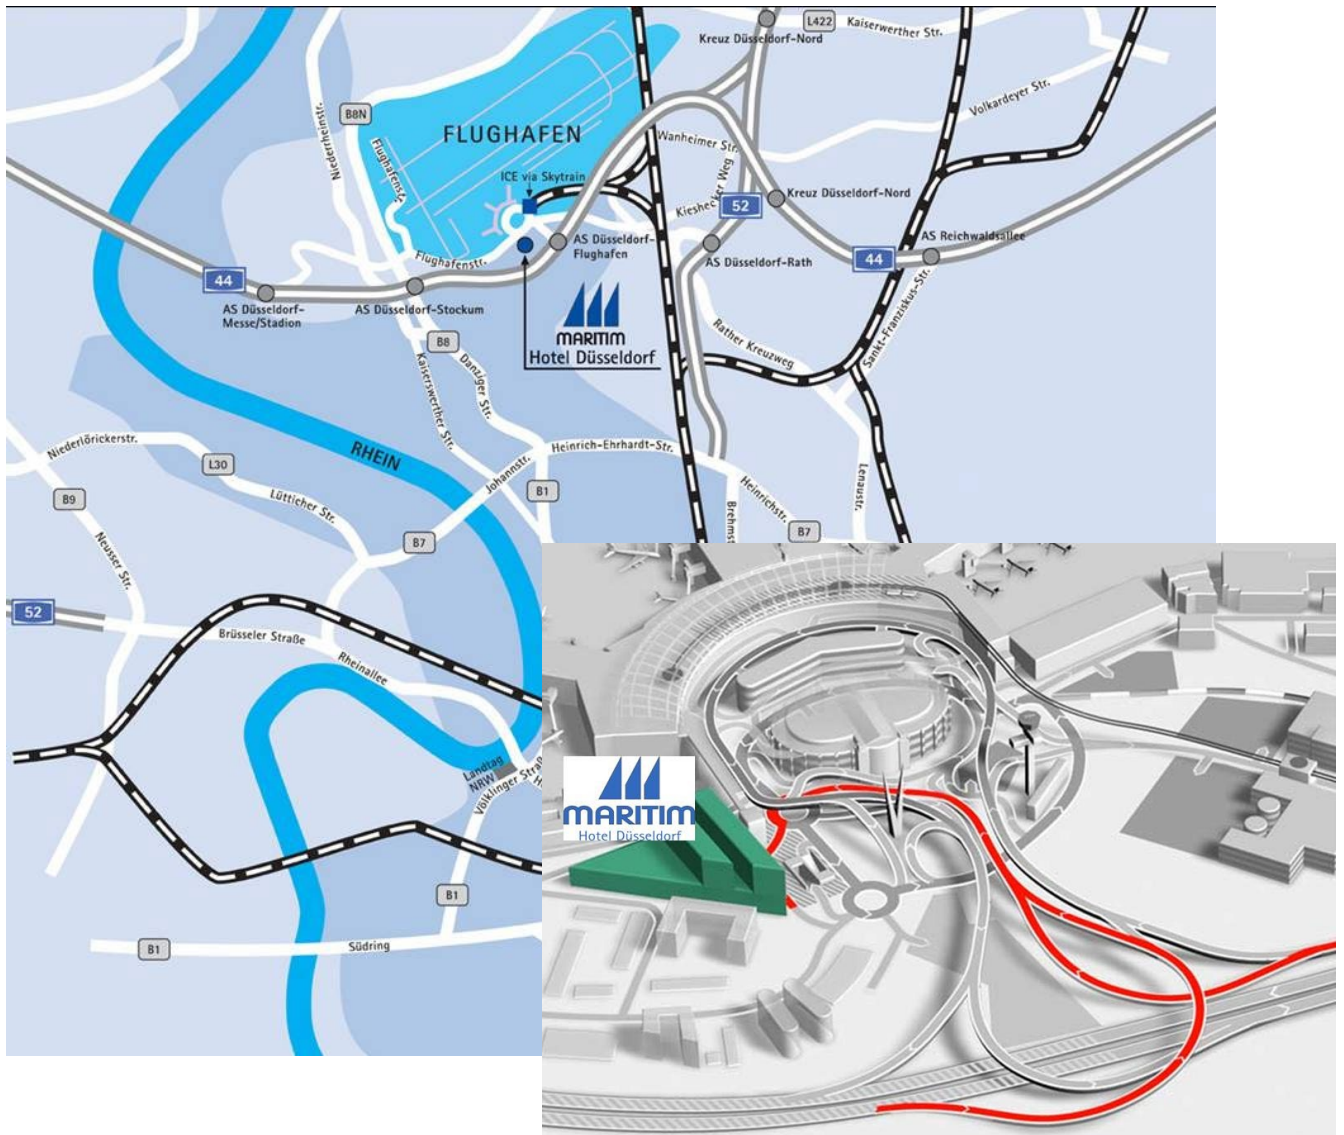 L422
Kaiserwerther Str.
Kreuz Düsseldorf-Nord
Volkardeyer Str.
B8N
Niederrheinstr.
Flughafenst.
FLUGHAFEN
Wanheimer Str.
ICE via Skytrain
Kieshecker Weg
52
Kreuz Düsseldorf-Nord
AS Düsseldorf-
Flughafen
AS Düsseldorf-Rath
AS Reichwaldsallee
44
Flughafenstr.
44
AS Düsseldorf-
Messe/Stadion
AS Düsseldorf-Stockum
MARITIM
Hotel Düsseldorf
B8
Danziger Str.
Kaiserswerther Str.
Rather Kreuzweg
Sankt-Franziskus-Str.
Niederlörickerstr.
RHEIN
L30
Lütticher Str.
Johannstr.
Heinrich-Ehrhardt-Str.
B1
B9
Neusser Str.
B7
Heinrichstr.
Brehmst
Lenaustr.
B7
52
Brüsseler Straße
Rheinallee
Landtag
NRW
Völklinger Straß
H
MARITIM
Hotel Düsseldorf
B1
B1
Südring